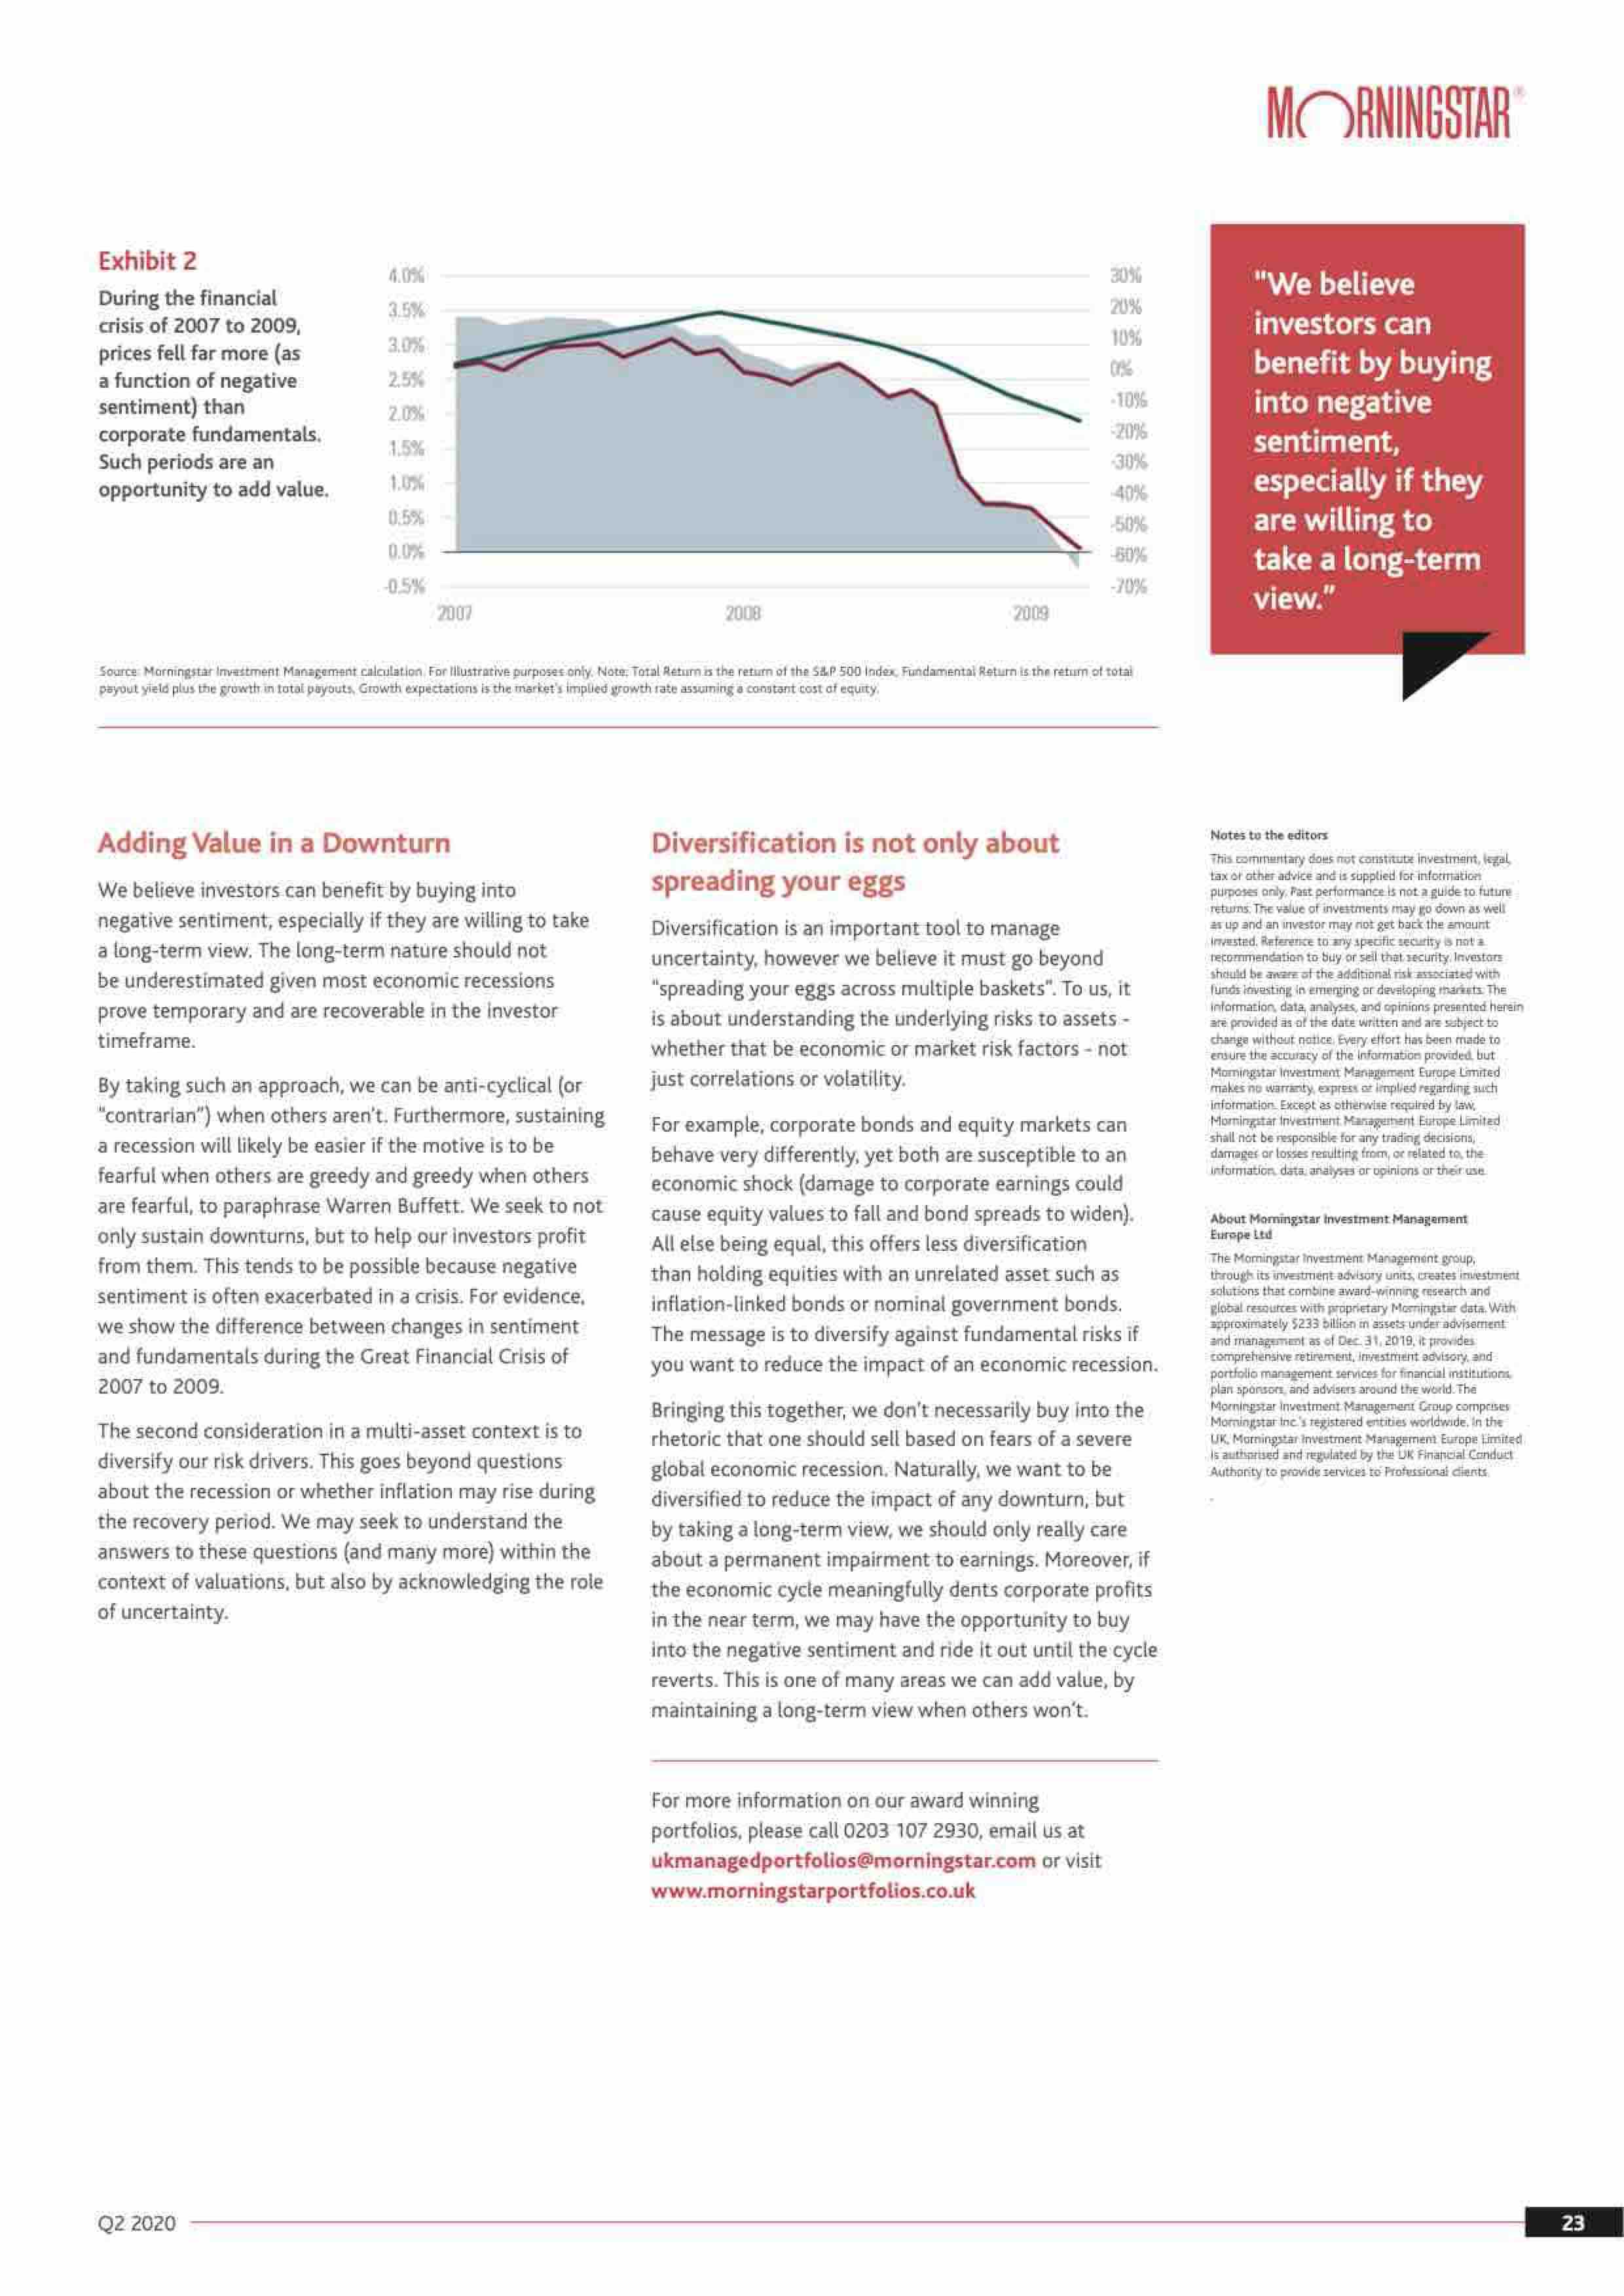 MORNINGSTAR®
Exhibit 2
During the financial
crisis of 2007 to 2009,
prices fell far more (as
a function of negative
sentiment) than
corporate fundamentals.
Such periods are an
opportunity to add value.
4.0%
3.5%
3.0%
2.5%
2.0%
1.5%
1.0%
0.5%
0.0%
-0.5%
30%
20%
10%
0%
-10%
-20%
-30%
-40%
-50%
-60%
-70%
2007 2008 2009
Source: Morningstar Investment Management calculation. For Illustrative purposes only. Note: Total Return is the return of the S&P 500 Index, Fundamental Return is the return of total
payout yield plus the growth in total payouts, Growth expectations is the market's implied growth rate assuming a constant cost of equity.
"We believe
investors can
benefit by buying
into negative
sentiment,
especially if they
are willing to
take a long-term
view."
Adding Value in a Downturn
We believe investors can benefit by buying into
negative sentiment, especially if they are willing to take
a long-term view. The long-term nature should not
be underestimated given most economic recessions
prove temporary and are recoverable in the investor
timeframe.
By taking such an approach, we can be anti-cyclical (or
"contrarian") when others aren't. Furthermore, sustaining
a recession will likely be easier if the motive is to be
fearful when others are greedy and greedy when others
are fearful, to paraphrase Warren Buffett. We seek to not
only sustain downturns, but to help our investors profit
from them. This tends to be possible because negative
sentiment is often exacerbated in a crisis. For evidence,
we show the difference between changes in sentiment
and fundamentals during the Great Financial Crisis of
2007 to 2009.
The second consideration in a multi-asset context is to
diversify our risk drivers. This goes beyond questions
about the recession or whether inflation may rise during
the recovery period. We may seek to understand the
answers to these questions (and many more) within the
context of valuations, but also by acknowledging the role
of uncertainty.
Diversification is not only about
spreading your eggs
Diversification is an important tool to manage
uncertainty, however we believe it must go beyond
"spreading your eggs across multiple baskets". To us, it
is about understanding the underlying risks to assets -
whether that be economic or market risk factors - not
just correlations or volatility.
For example, corporate bonds and equity markets can
behave very differently, yet both are susceptible to an
economic shock (damage to corporate earnings could
cause equity values to fall and bond spreads to widen).
All else being equal, this offers less diversification
than holding equities with an unrelated asset such as
inflation-linked bonds or nominal government bonds.
The message is to diversify against fundamental risks if
you want to reduce the impact of an economic recession.
Bringing this together, we don't necessarily buy into the
rhetoric that one should sell based on fears of a severe
global economic recession. Naturally, we want to be
diversified to reduce the impact of any downturn, but
by taking a long-term view, we should only really care
about a permanent impairment to earnings. Moreover, if
the economic cycle meaningfully dents corporate profits
in the near term, we may have the opportunity to buy
into the negative sentiment and ride it out until the cycle
reverts. This is one of many areas we can add value, by
maintaining a long-term view when others won't.
For more information on our award winning
portfolios, please call 0203 107 2930, email us at
ukmanagedportfolios@morningstar.com or visit
www.morningstarportfolios.co.uk
Notes to the editors
This commentary does not constitute investment, legal,
tax or other advice and is supplied for information
purposes only. Past performance is not a guide to future
returns. The value of investments may go down as well
as up and an investor may not get back the amount
invested. Reference to any specific security is not a
recommendation to buy or sell that security. Investors
should be aware of the additional risk associated with
funds investing in emerging or developing markets. The
information, data, analyses, and opinions presented herein
are provided as of the date written and are subject to
change without notice. Every effort has been made to
ensure the accuracy of the information provided, but
Morningstar Investment Management Europe Limited
makes no warranty, express or implied regarding such
information. Except as otherwise required by law,
Morningstar Investment Management Europe Limited
shall not be responsible for any trading decisions,
damages or losses resulting from, or related to, the
information, data, analyses or opinions or their use.
About Morningstar Investment Management
Europe Ltd
The Morningstar Investment Management group,
through its investment advisory units, creates investment
solutions that combine award-winning research and
global resources with proprietary Morningstar data. With
approximately $233 billion in assets under advisement
and management as of Dec. 31, 2019, it provides
comprehensive retirement, investment advisory, and
portfolio management services for financial institutions,
plan sponsors, and advisers around the world. The
Morningstar Investment Management Group comprises
Morningstar Inc.'s registered entities worldwide. In the
UK, Morningstar Investment Management Europe Limited
is authorised and regulated by the UK Financial Conduct
Authority to provide services to Professional clients.
.
Q2 2020
23